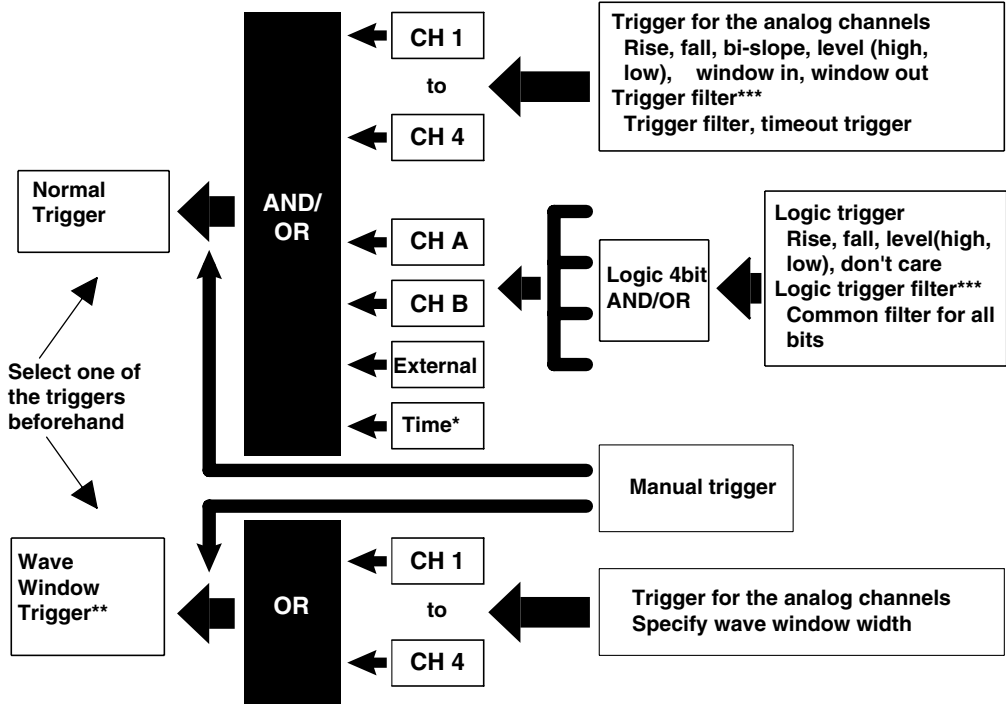 CH 1
to
CH 4
Trigger for the analog channels
Rise, fall, bi-slope, level (high,
low), window in, window out
Trigger filter***
Trigger filter, timeout trigger
Normal
Trigger
AND/
OR
CH A
CH B
External
Time*
Logic 4bit
AND/OR
Logic trigger
Rise, fall, level(high,
low), don't care
Logic trigger filter***
Common filter for all
bits
Select one of
the triggers
beforehand
Manual trigger
Wave
Window
Trigger**
OR
CH 1
to
CH 4
Trigger for the analog channels
Specify wave window width